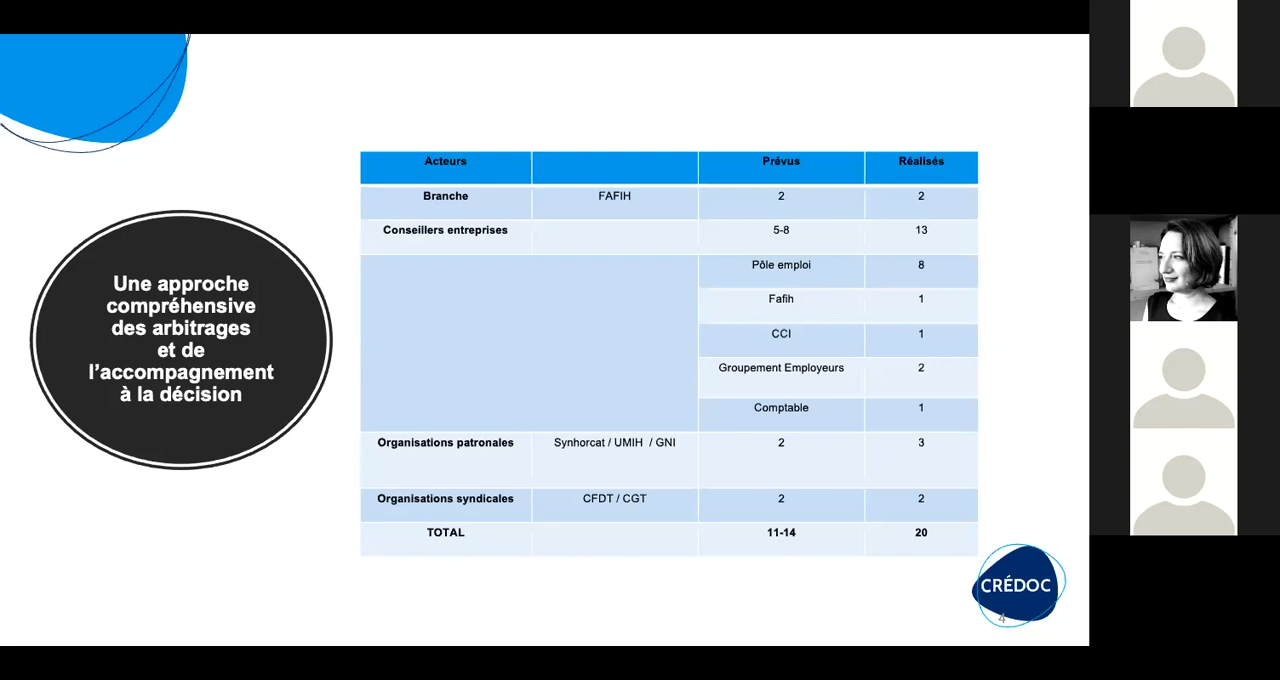 Une approche
compréhensive
des arbitrages
et de
l’accompagnement
à la décision
Acteurs Prévus Réalisés
Branche FAFIH 2 2
Conseillers entreprises 5-8 13
Pôle emploi 8
Fafih 1
CCI 1
Groupement Employeurs 2
Comptable 1
Organisations patronales Synhorcat / UMIH / GNI 2 3
Organisations syndicales CFDT / CGT 2 2
TOTAL 11-14 20
CRÉDOC
4